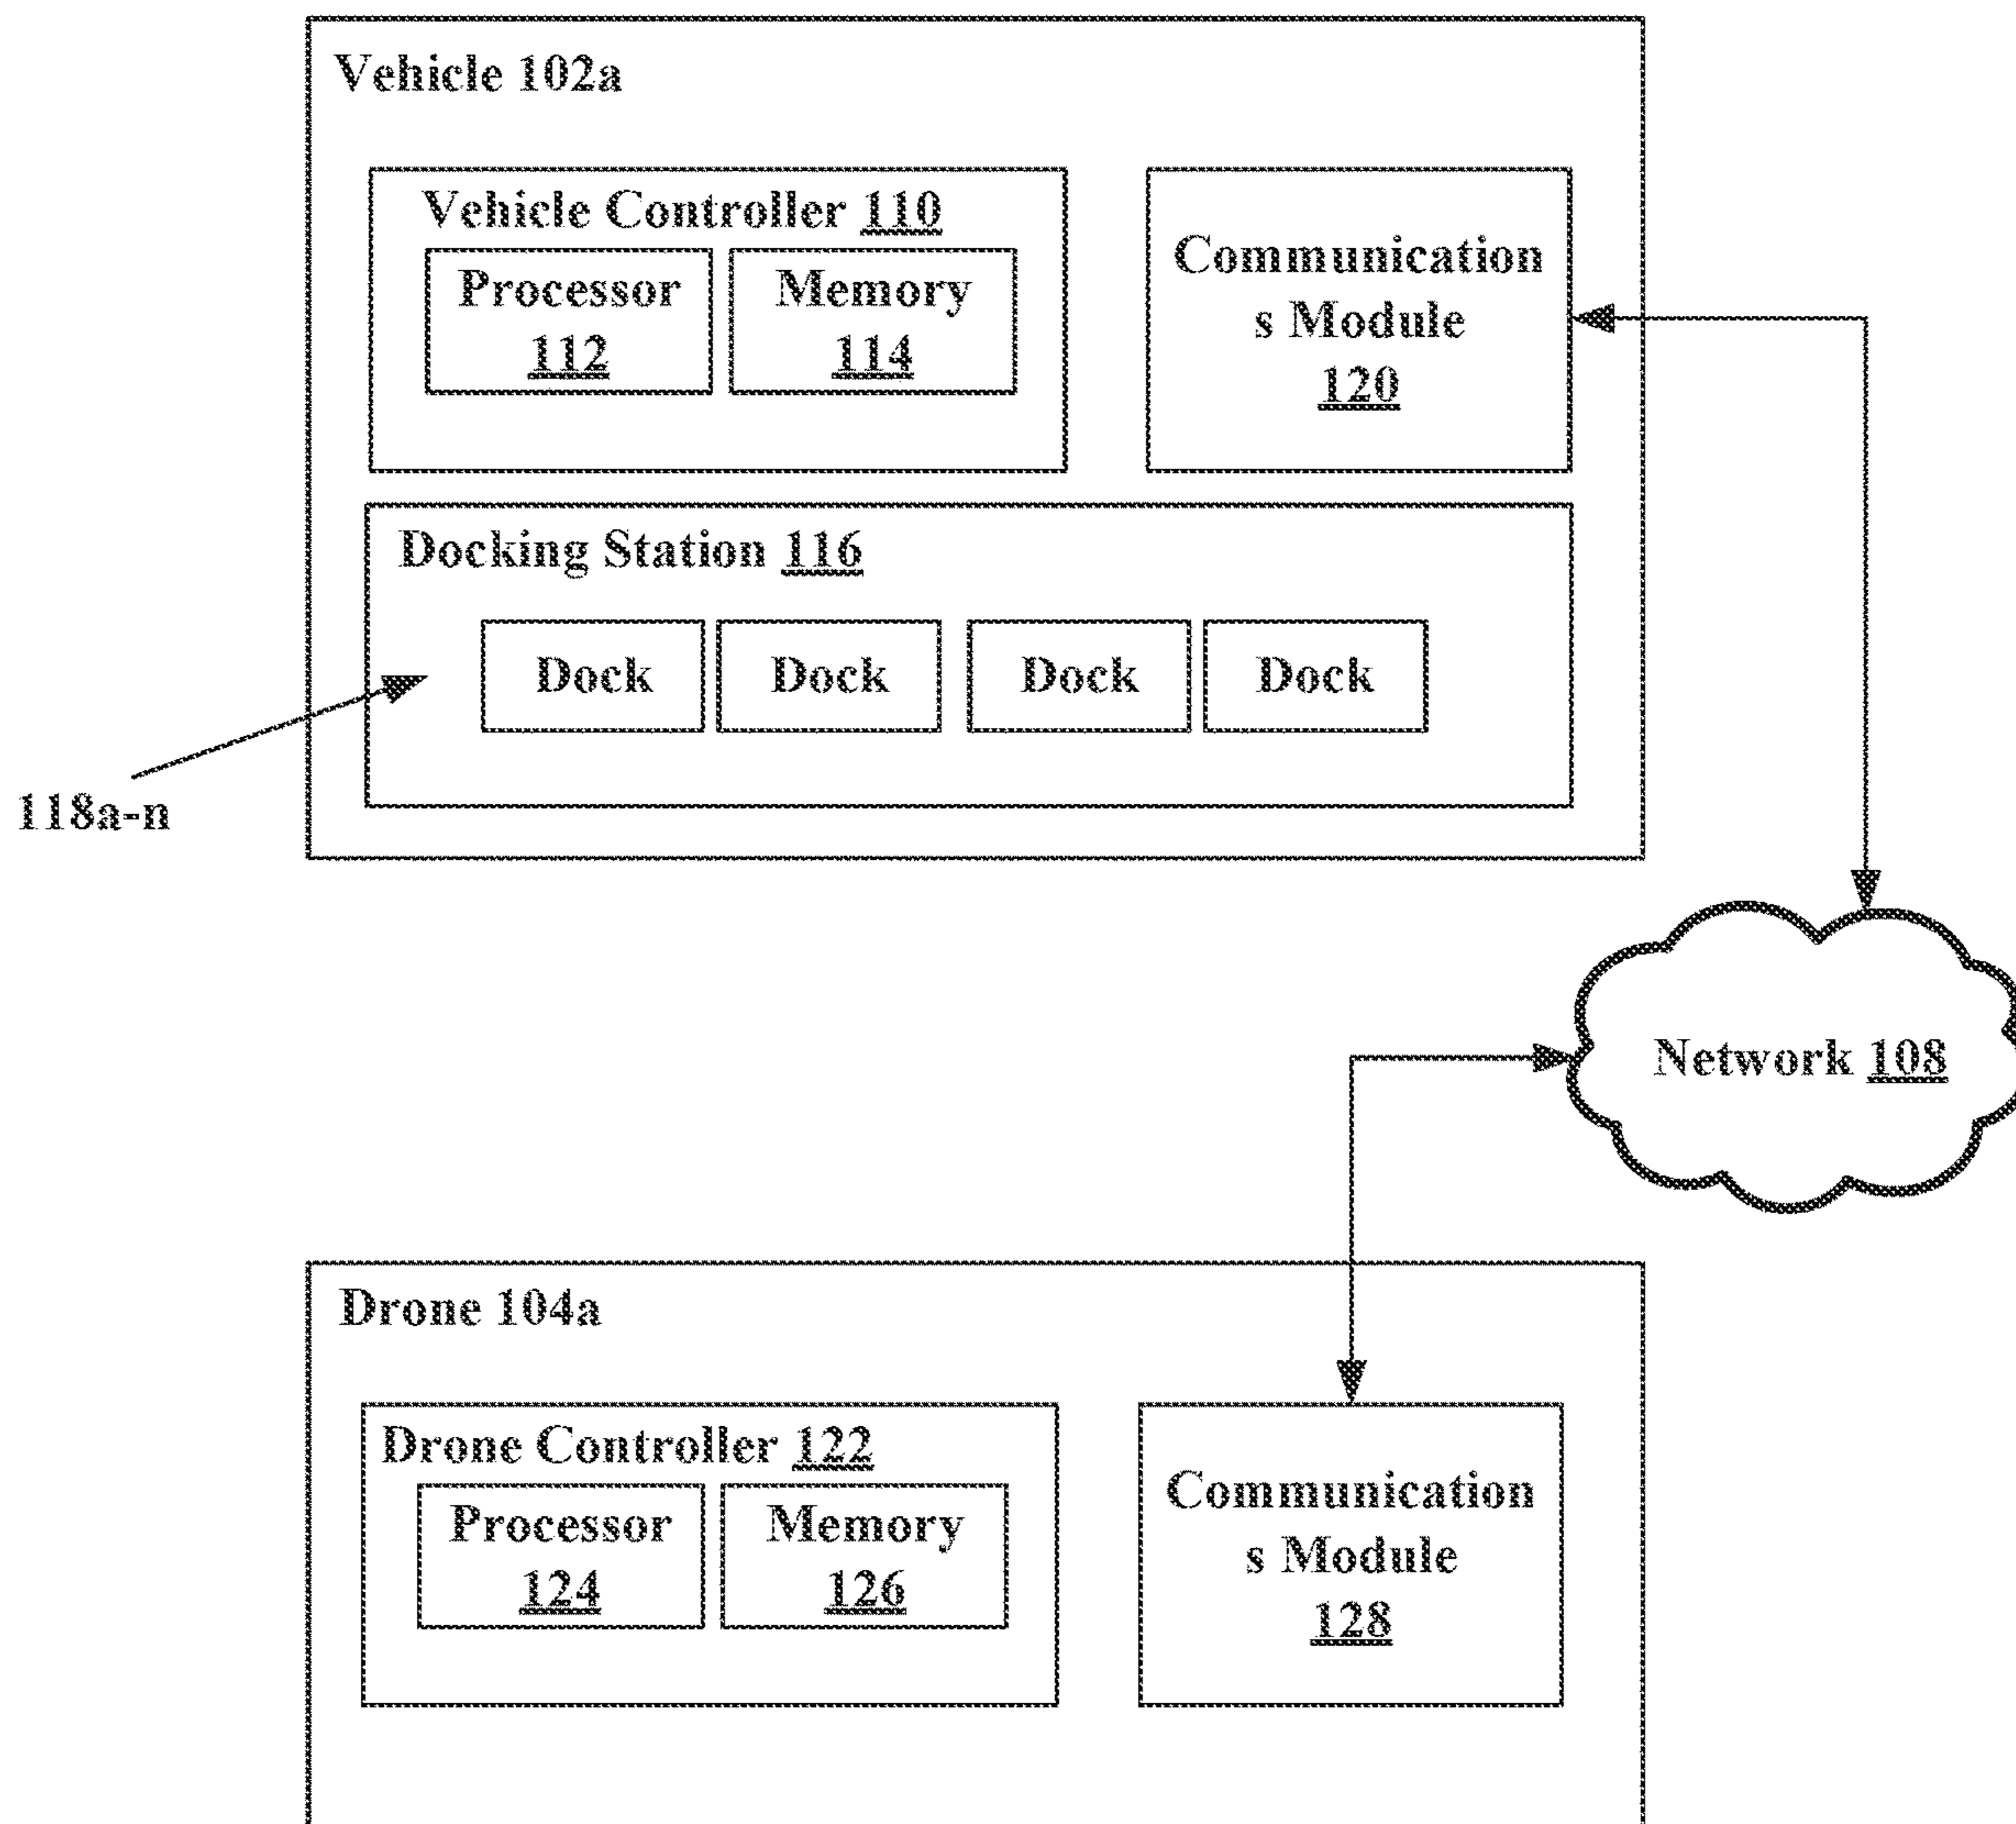 Vehicle 102a
Vehicle Controller 110
Processor
112
Memory
114
Communication
s Module
120
Docking Station 116
Dock
Dock
Dock
Dock
118a-n
Network 108
Drone 104a
Drone Controller 122
Processor
124
Memory
126
Communication
s Module
128